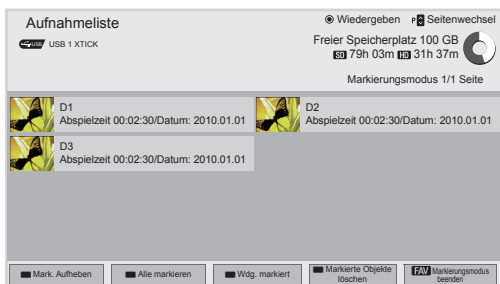 Aufnahmeliste
Wiedergeben P Seitenwechsel
USB USB 1 XTICK
Freier Speicherplatz 100 GB
SD 79h 03m HD 31h 37m
Markierungsmodus 1/1 Seite
D1
Abspielzeit 00:02:30/Datum: 2010.01.01
D2
Abspielzeit 00:02:30/Datum: 2010.01.01
D3
Abspielzeit 00:02:30/Datum: 2010.01.01
Mark. Aufheben
Alle markieren
Wdg. markiert
Markierte Objekte
löschen
FAV Markierungsmodus
beenden